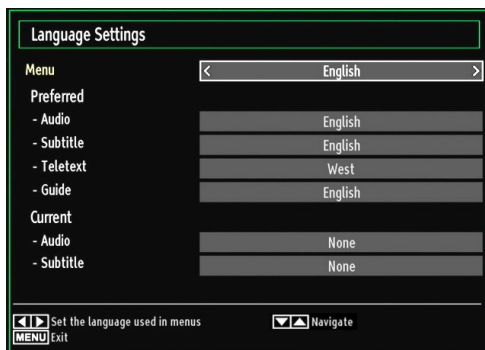 Language Settings
Menu < English >
Preferred
- Audio English
- Subtitle English
- Teletext West
- Guide English
Current
- Audio None
- Subtitle None
Set the language used in menus Navigate
MENU Exit